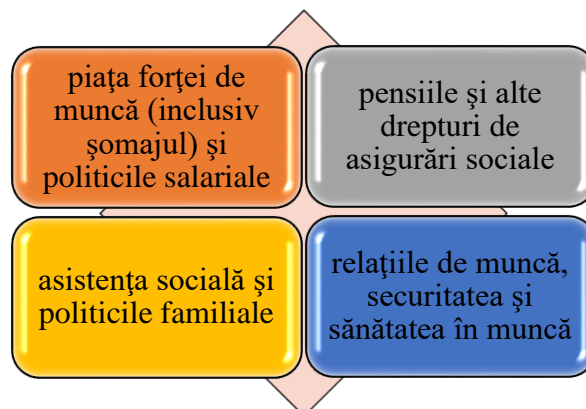 piaţa forţei de
muncă (inclusiv
şomajul) şi
politicile salariale
pensiile şi alte
drepturi de
asigurări sociale
asistenţa socială şi
politicile familiale
relaţiile de muncă,
securitatea şi
sănătatea în muncă